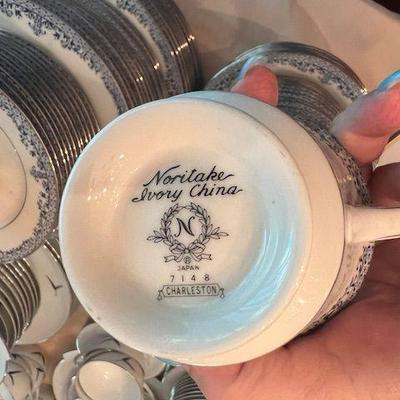 Noritake
Ivory China
N
®
JAPAN
7148
CHARLESTON